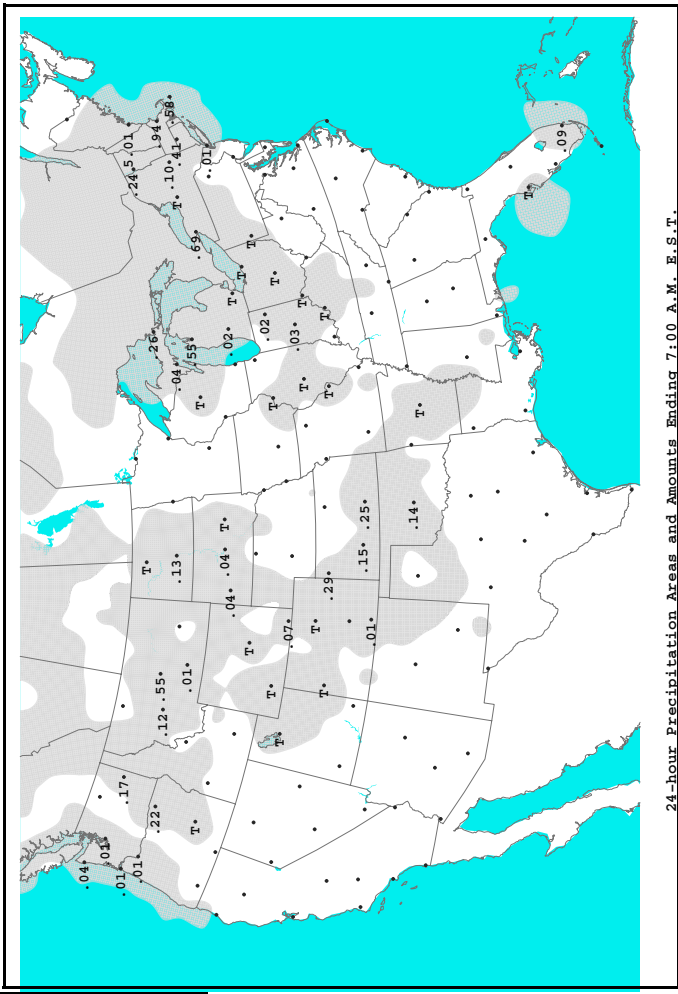 .04
.01
.01
.17
.01
.24
.5
.01
T
.22
.26
.94
.12
.55
.10
.58
.13
.04
T
.41
.01
.55
T
.69
T
.01
.04
T
.02
.04
T
T
T
T
.02
T
T
T
T
.07
.03
T
T
T
T
T
.29
T
.15
.25
.01
.14
T
T
.09
24-hour Precipitation Areas and Amounts Ending 7:00 A.M. E.S.T.